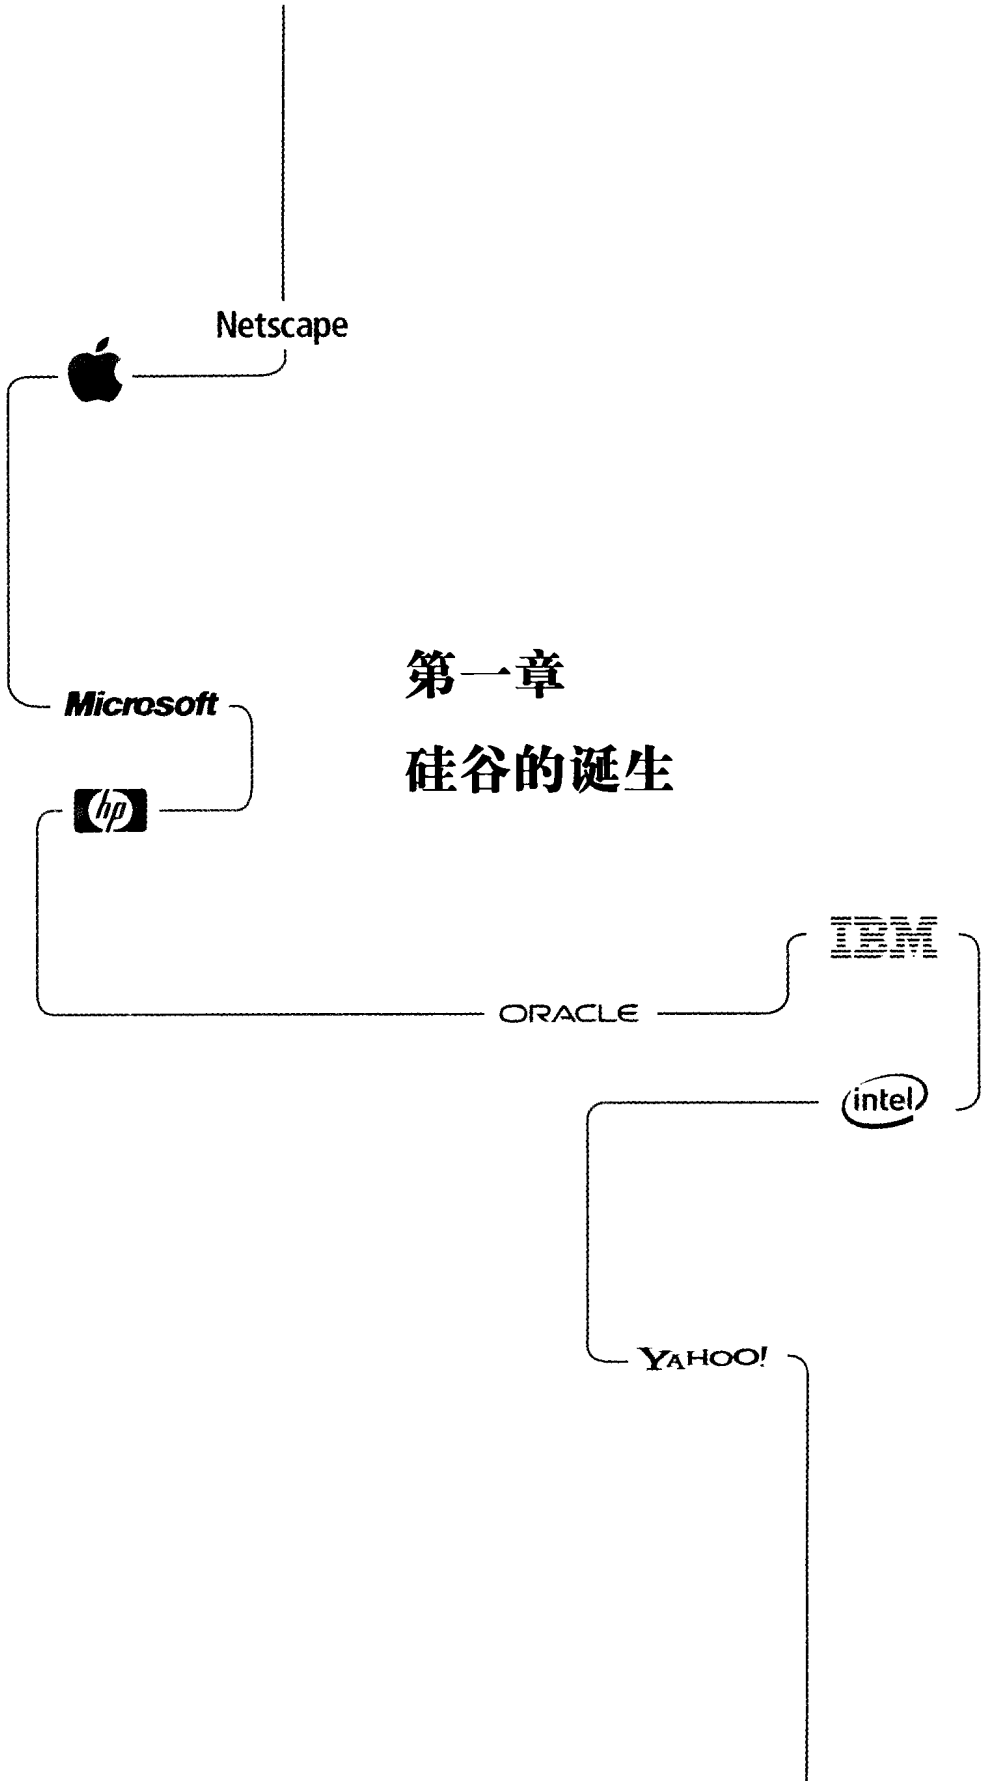 Netscape
第一章
Microsoft
硅谷的诞生
hp
IBM
ORACLE
intel
YAHOO!